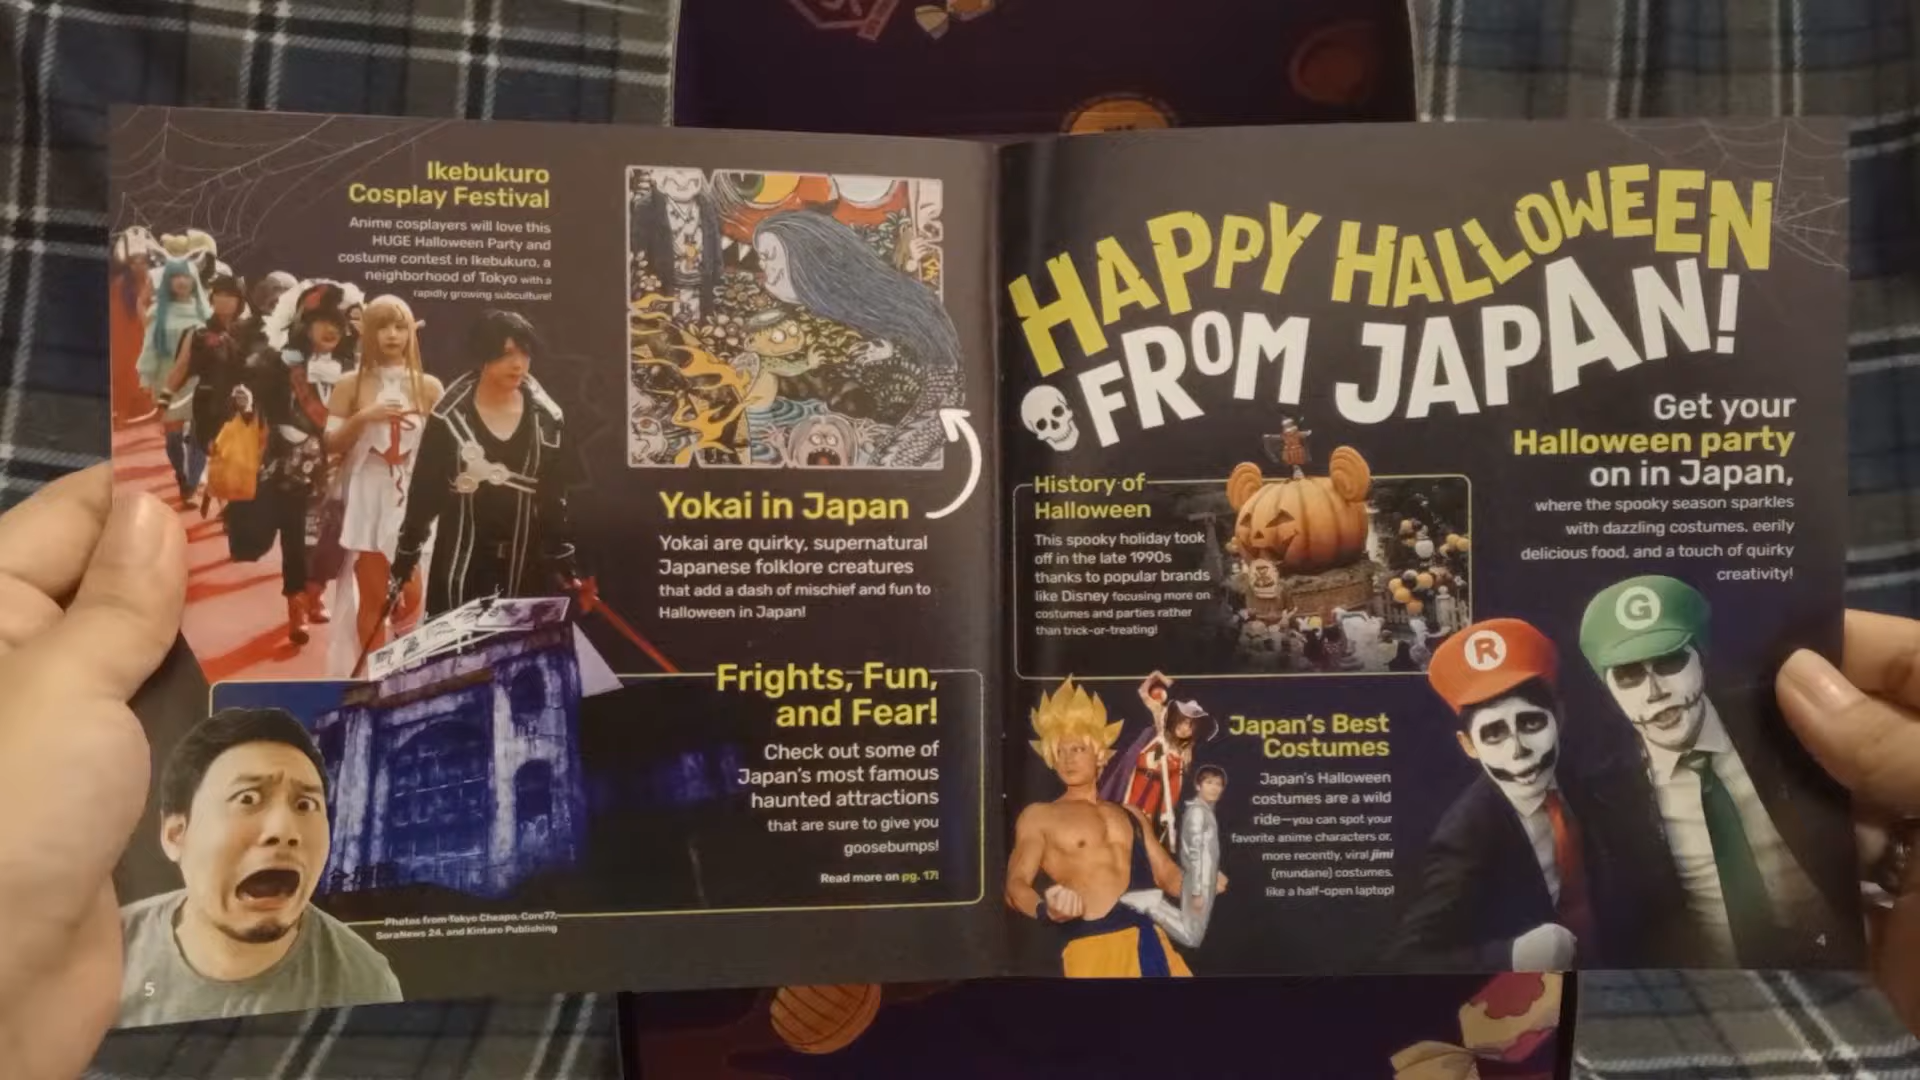 Ikebukuro
Cosplay Festival
Anime cosplayers will love this
HUGE Halloween Party and
costume contest in Ikebukuro, a
neighborhood of Tokyo with a
rapidly growing subculture!
Yokai in Japan
Yokai are quirky, supernatural
Japanese folklore creatures
that add a dash of mischief and fun to
Halloween in Japan!
Frights, Fun,
and Fear!
Check out some of
Japan's most famous
haunted attractions
that are sure to give you
goosebumps!
Read more on pg. 17!
Photos from Tokyo Cheapo, Core77,
SoraNews 24, and Kintaro Publishing
5
HAPPY HALLOWEEN
FROM JAPAN!
Get your
Halloween party
on in Japan,
where the spooky season sparkles
with dazzling costumes, eerily
delicious food, and a touch of quirky
creativity!
History of
Halloween
This spooky holiday took
off in the late 1990s
thanks to popular brands
like Disney focusing more on
costumes and parties rather
than trick-or-treating!
R
G
Japan's Best
Costumes
Japan's Halloween
costumes are a wild
ride—you can spot your
favorite anime characters or,
more recently, viral jimi
(mundane) costumes,
like a half-open laptop!
4